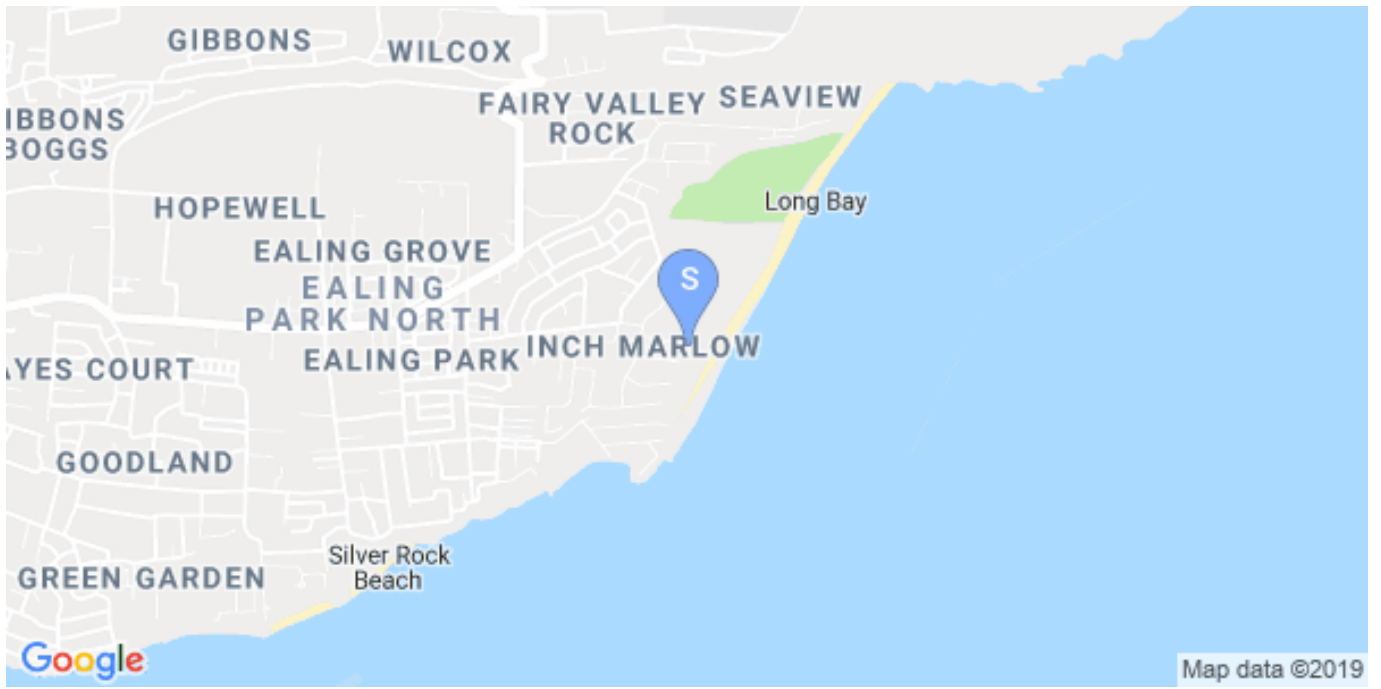 GIBBONS
WILCOX
FAIRY VALLEY
ROCK
SEAVIEW
IBBONS
BOGGS
Long Bay
HOPEWELL
EALING GROVE
EALING
PARK NORTH
S
INCH MARLOW
EALING PARK
AYES COURT
GOODLAND
Silver Rock
Beach
GREEN GARDEN
Google
Map data ©2019